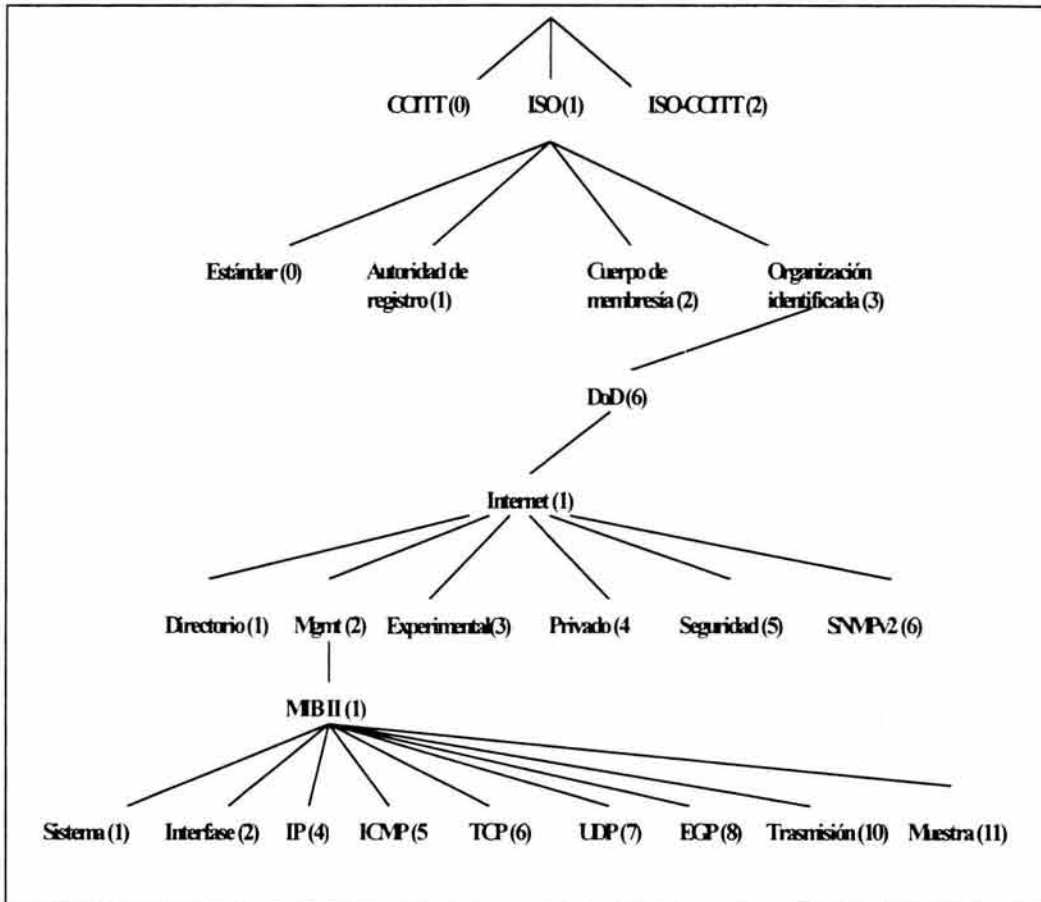 CCITT (0) ISO (1) ISO-CCITT (2)
Estándar (0) Autoridad de Cuerpo de Organización
registro (1) membresía (2) identificada (3)
DoD (6)
Internet (1)
Directorio (1) Mgmt (2) Experimental(3) Privado (4 Seguridad (5) SNMPv2 (6)
MIB II (1)
Sistema (1) Interfase (2) IP (4) ICMP (5 TCP (6) UDP (7) EGP (8) Trasmisión (10) Muestra (11)